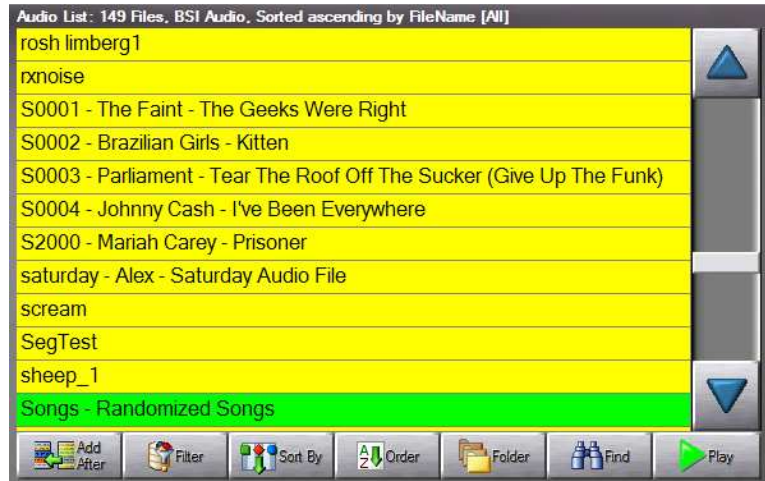 Audio List: 149 Files, BSI Audio, Sorted ascending by FileName [All]
rosh limberg1
rxnoise
S0001 - The Faint - The Geeks Were Right
S0002 - Brazilian Girls - Kitten
S0003 - Parliament - Tear The Roof Off The Sucker (Give Up The Funk)
S0004 - Johnny Cash - I've Been Everywhere
S2000 - Mariah Carey - Prisoner
saturday - Alex - Saturday Audio File
scream
SegTest
sheep_1
Songs - Randomized Songs
Add After
Filter
Sort By
A Z Order
Folder
Find
Play